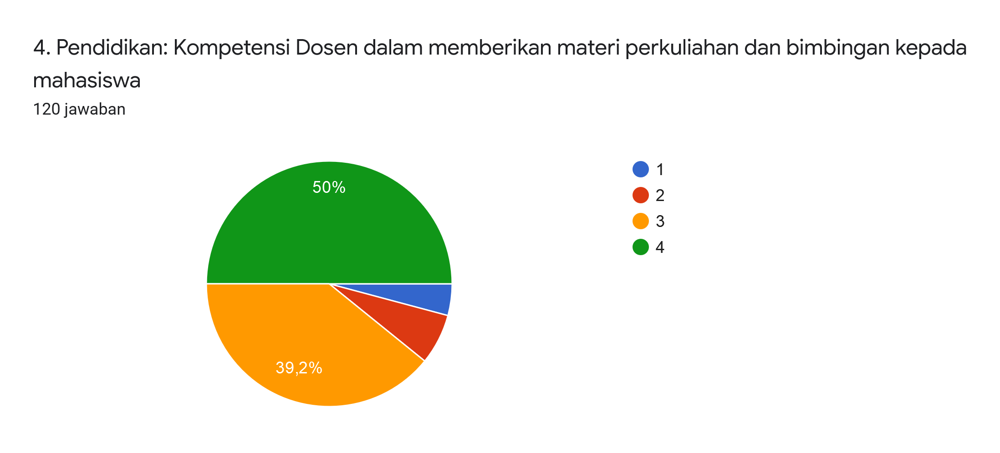 4. Pendidikan: Kompetensi Dosen dalam memberikan materi perkuliahan dan bimbingan kepada
mahasiswa
120 jawaban
50%
39,2%
1
2
3
4